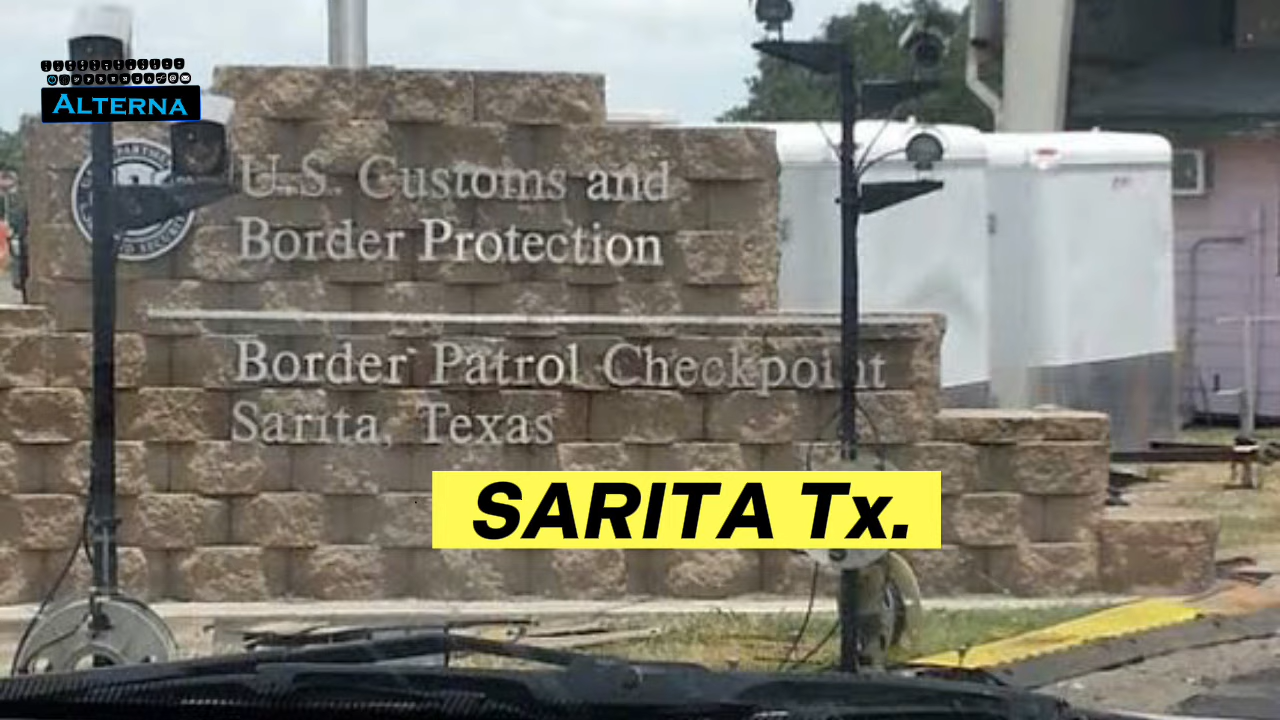 ALTERNA
U.S. Customs and
Border Protection
Border Patrol Checkpoint
Sarita, Texas
SARITA Tx.